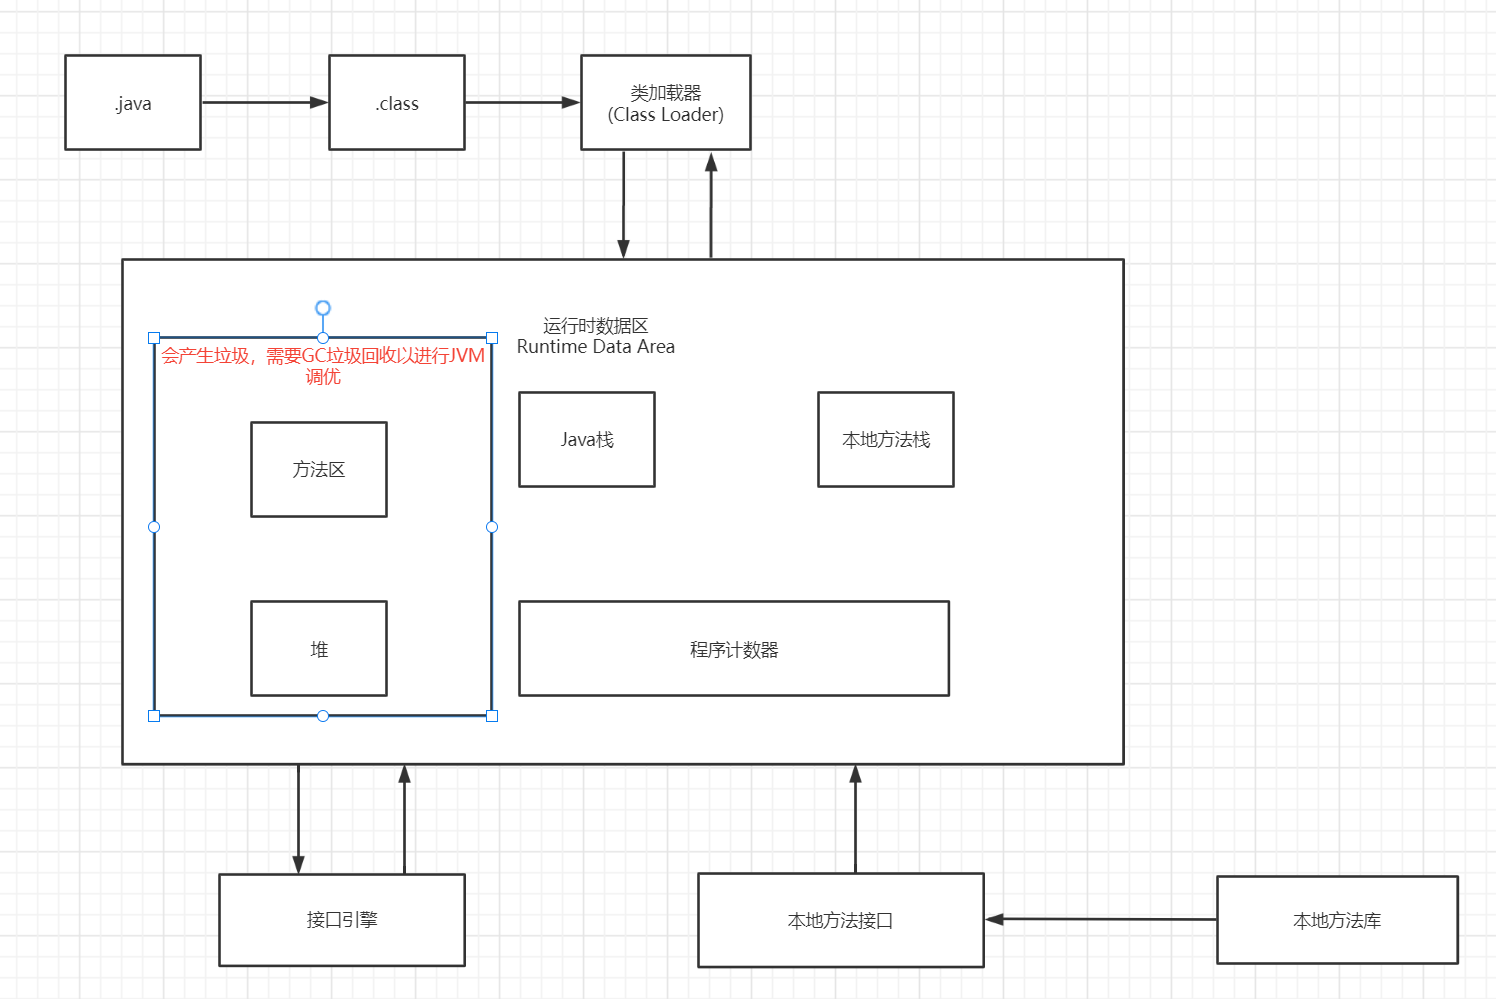 .java
.class
类加载器
(Class Loader)
运行时数据区
Runtime Data Area
会产生垃圾，需要GC垃圾回收以进行JVM
调优
方法区
Java栈
本地方法栈
堆
程序计数器
接口引擎
本地方法接口
本地方法库